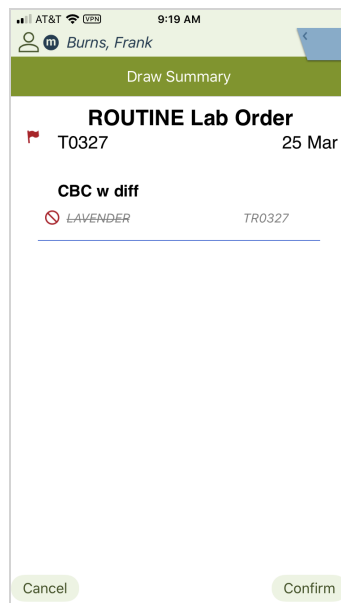 AT&T VPN 9:19 AM
m Burns, Frank
Draw Summary
ROUTINE Lab Order
T0327 25 Mar
CBC w diff
LAVENDER TR0327
Cancel Confirm